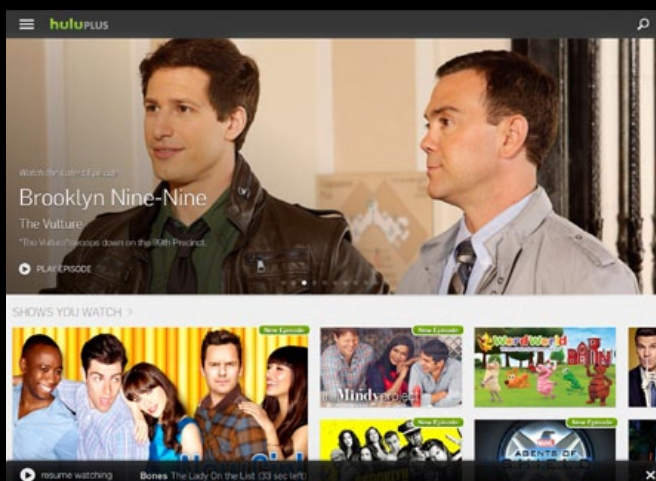 huluPLUS
Watch the Latest Episode
Brooklyn Nine-Nine
The Vulture
"The Vulture" swoops down on the 99th Precinct.
PLAY EPISODE
SHOWS YOU WATCH >
New Episode
New Episode
the Mindy project
WordWorld
New Episode
New Episode
MARVEL
AGENTS OF
S.H.I.E.L.D.
resume watching
Bones The Lady On the List (33 sec left)